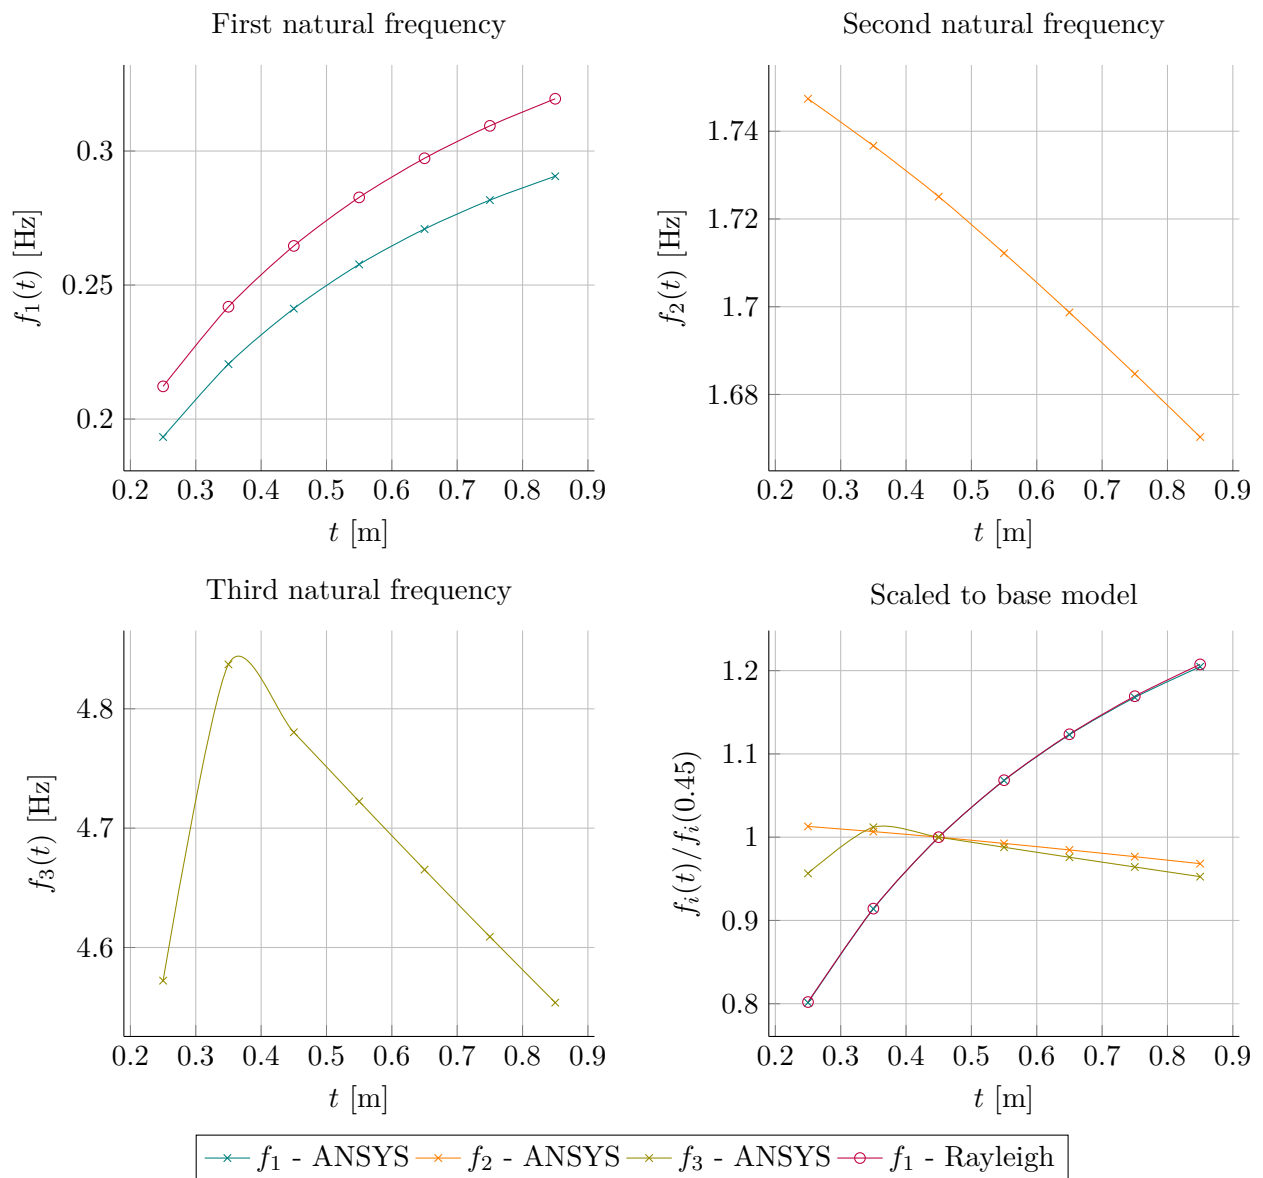 First natural frequency
f₁(t) [Hz]
0.3
0.25
0.2
0.2 0.3 0.4 0.5 0.6 0.7 0.8 0.9
t [m]
Second natural frequency
f₂(t) [Hz]
1.74
1.72
1.7
1.68
0.2 0.3 0.4 0.5 0.6 0.7 0.8 0.9
t [m]
Third natural frequency
f₃(t) [Hz]
4.8
4.7
4.6
0.2 0.3 0.4 0.5 0.6 0.7 0.8 0.9
t [m]
Scaled to base model
fᵢ(t)/fᵢ(0.45)
1.2
1.1
1
0.9
0.8
0.2 0.3 0.4 0.5 0.6 0.7 0.8 0.9
t [m]
f₁ - ANSYS f₂ - ANSYS f₃ - ANSYS f₁ - Rayleigh